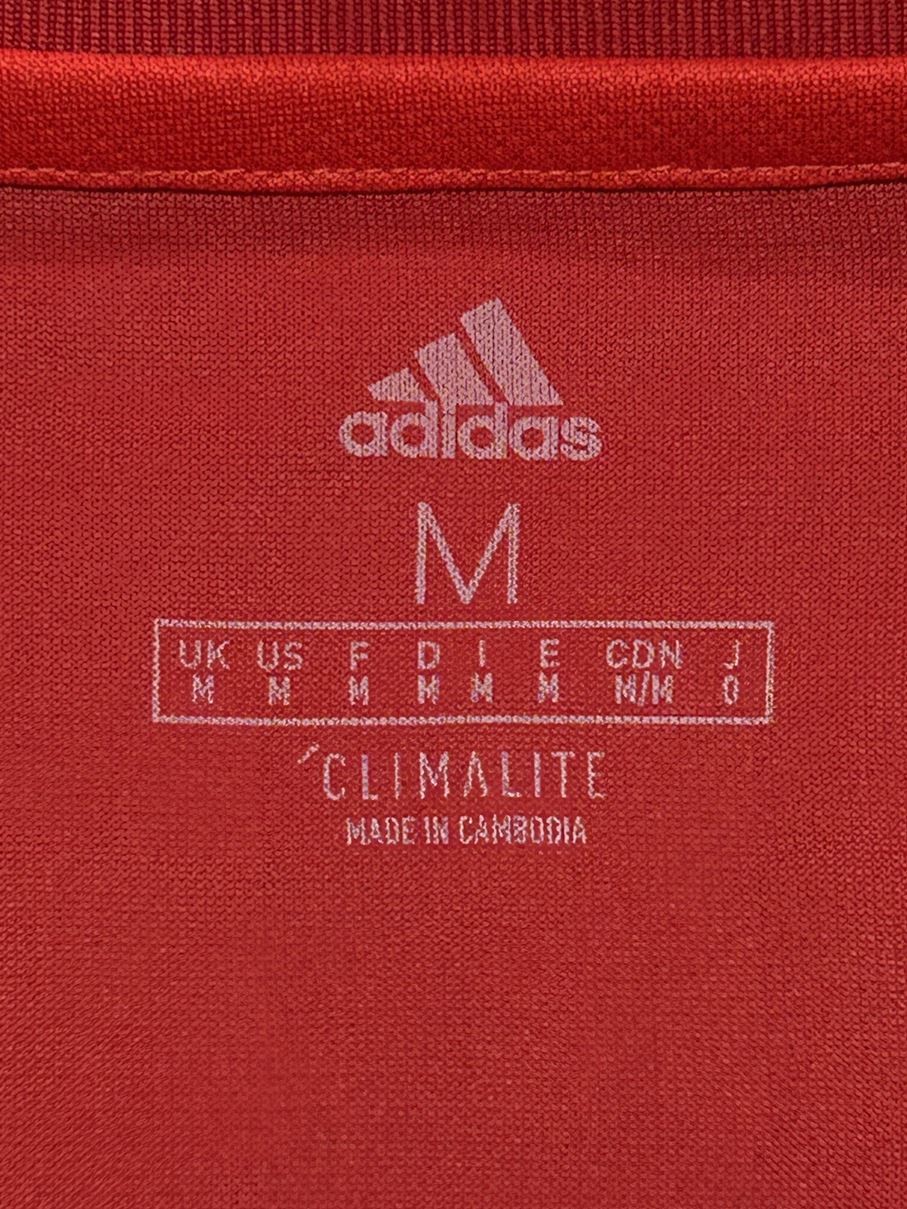 adidas
M
UK US F D I E CDN J
M M M M M M M/M O
´CLIMALITE
MADE IN CAMBODIA